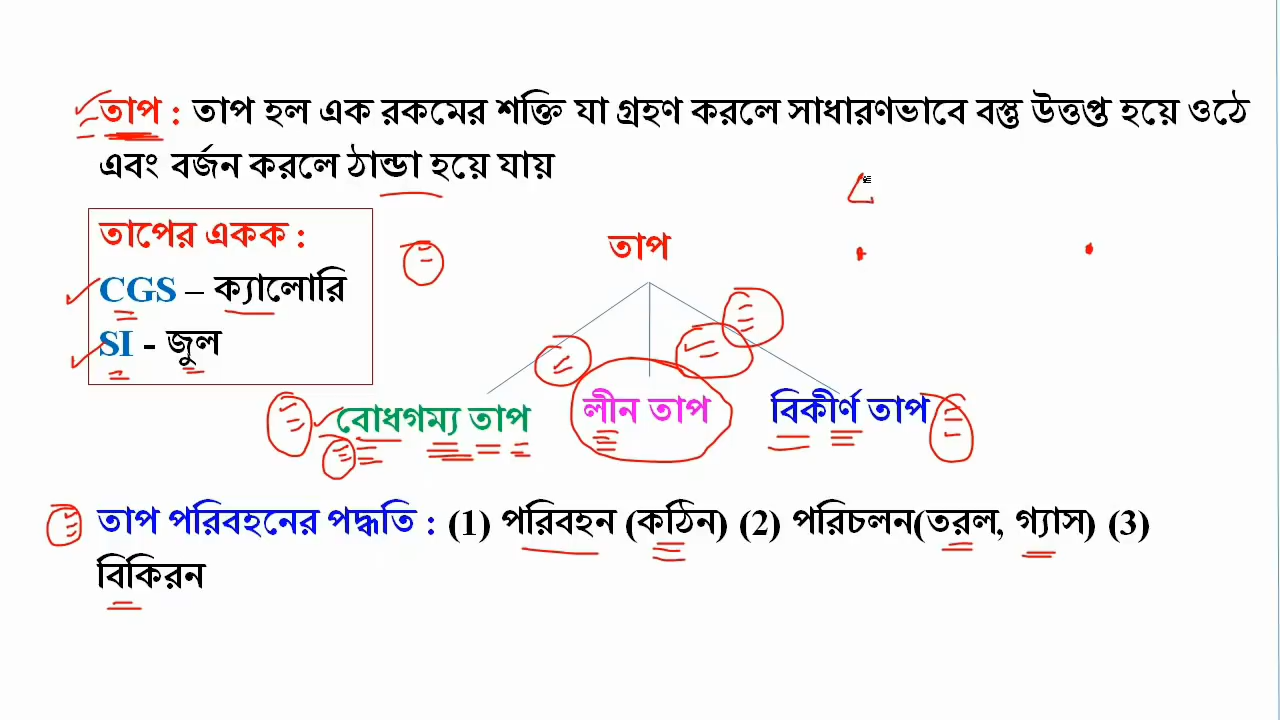 তাপ : তাপ হল এক রকমের শক্তি যা গ্রহণ করলে সাধারণভাবে বস্তু উত্তপ্ত হয়ে ওঠে
এবং বর্জন করলে ঠান্ডা হয়ে যায়
তাপের একক :
CGS – ক্যালোরি
SI - জুল
তাপ
বোধগম্য তাপ
লীন তাপ
বিকীর্ণ তাপ
তাপ পরিবহনের পদ্ধতি : (1) পরিবহন (কঠিন) (2) পরিচলন(তরল, গ্যাস) (3)
বিকিরন